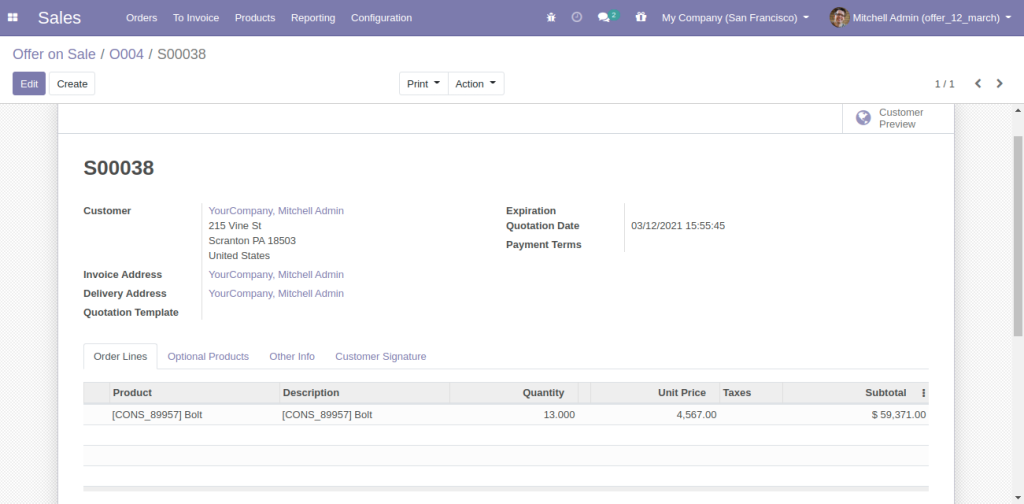 Sales Orders To Invoice Products Reporting Configuration 2 My Company (San Francisco) Mitchell Admin (offer_12_march)
Offer on Sale / O004 / S00038
Edit Create Print Action 1 / 1
Customer
Preview
S00038
Customer YourCompany, Mitchell Admin Expiration
215 Vine St Quotation Date 03/12/2021 15:55:45
Scranton PA 18503 Payment Terms
United States
Invoice Address YourCompany, Mitchell Admin
Delivery Address YourCompany, Mitchell Admin
Quotation Template
Order Lines Optional Products Other Info Customer Signature
Product Description Quantity Unit Price Taxes Subtotal
[CONS_89957] Bolt [CONS_89957] Bolt 13.000 4,567.00 $ 59,371.00